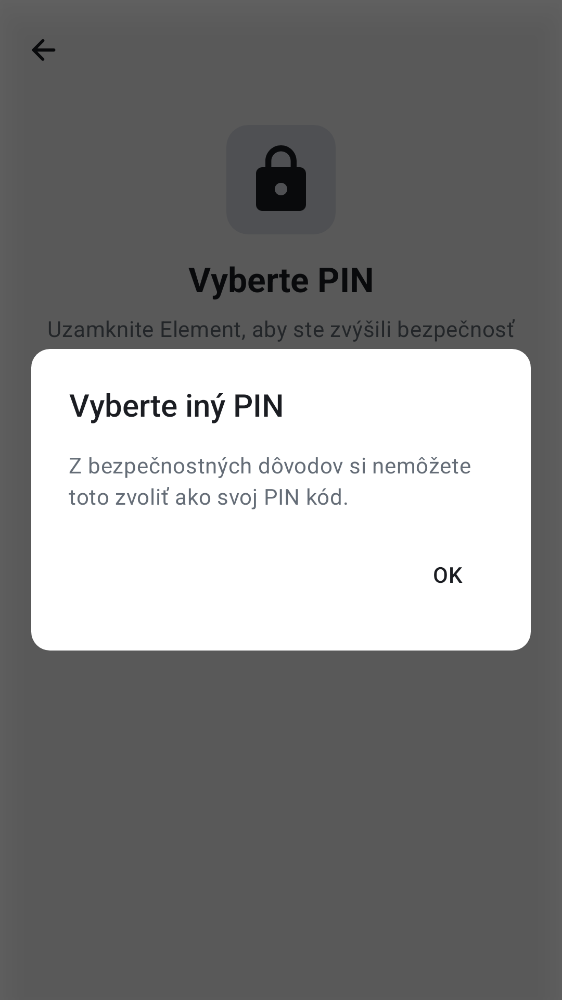 Vyberte PIN
Uzamknite Element, aby ste zvýšili bezpečnosť
Vyberte iný PIN
Z bezpečnostných dôvodov si nemôžete
toto zvoliť ako svoj PIN kód.
OK